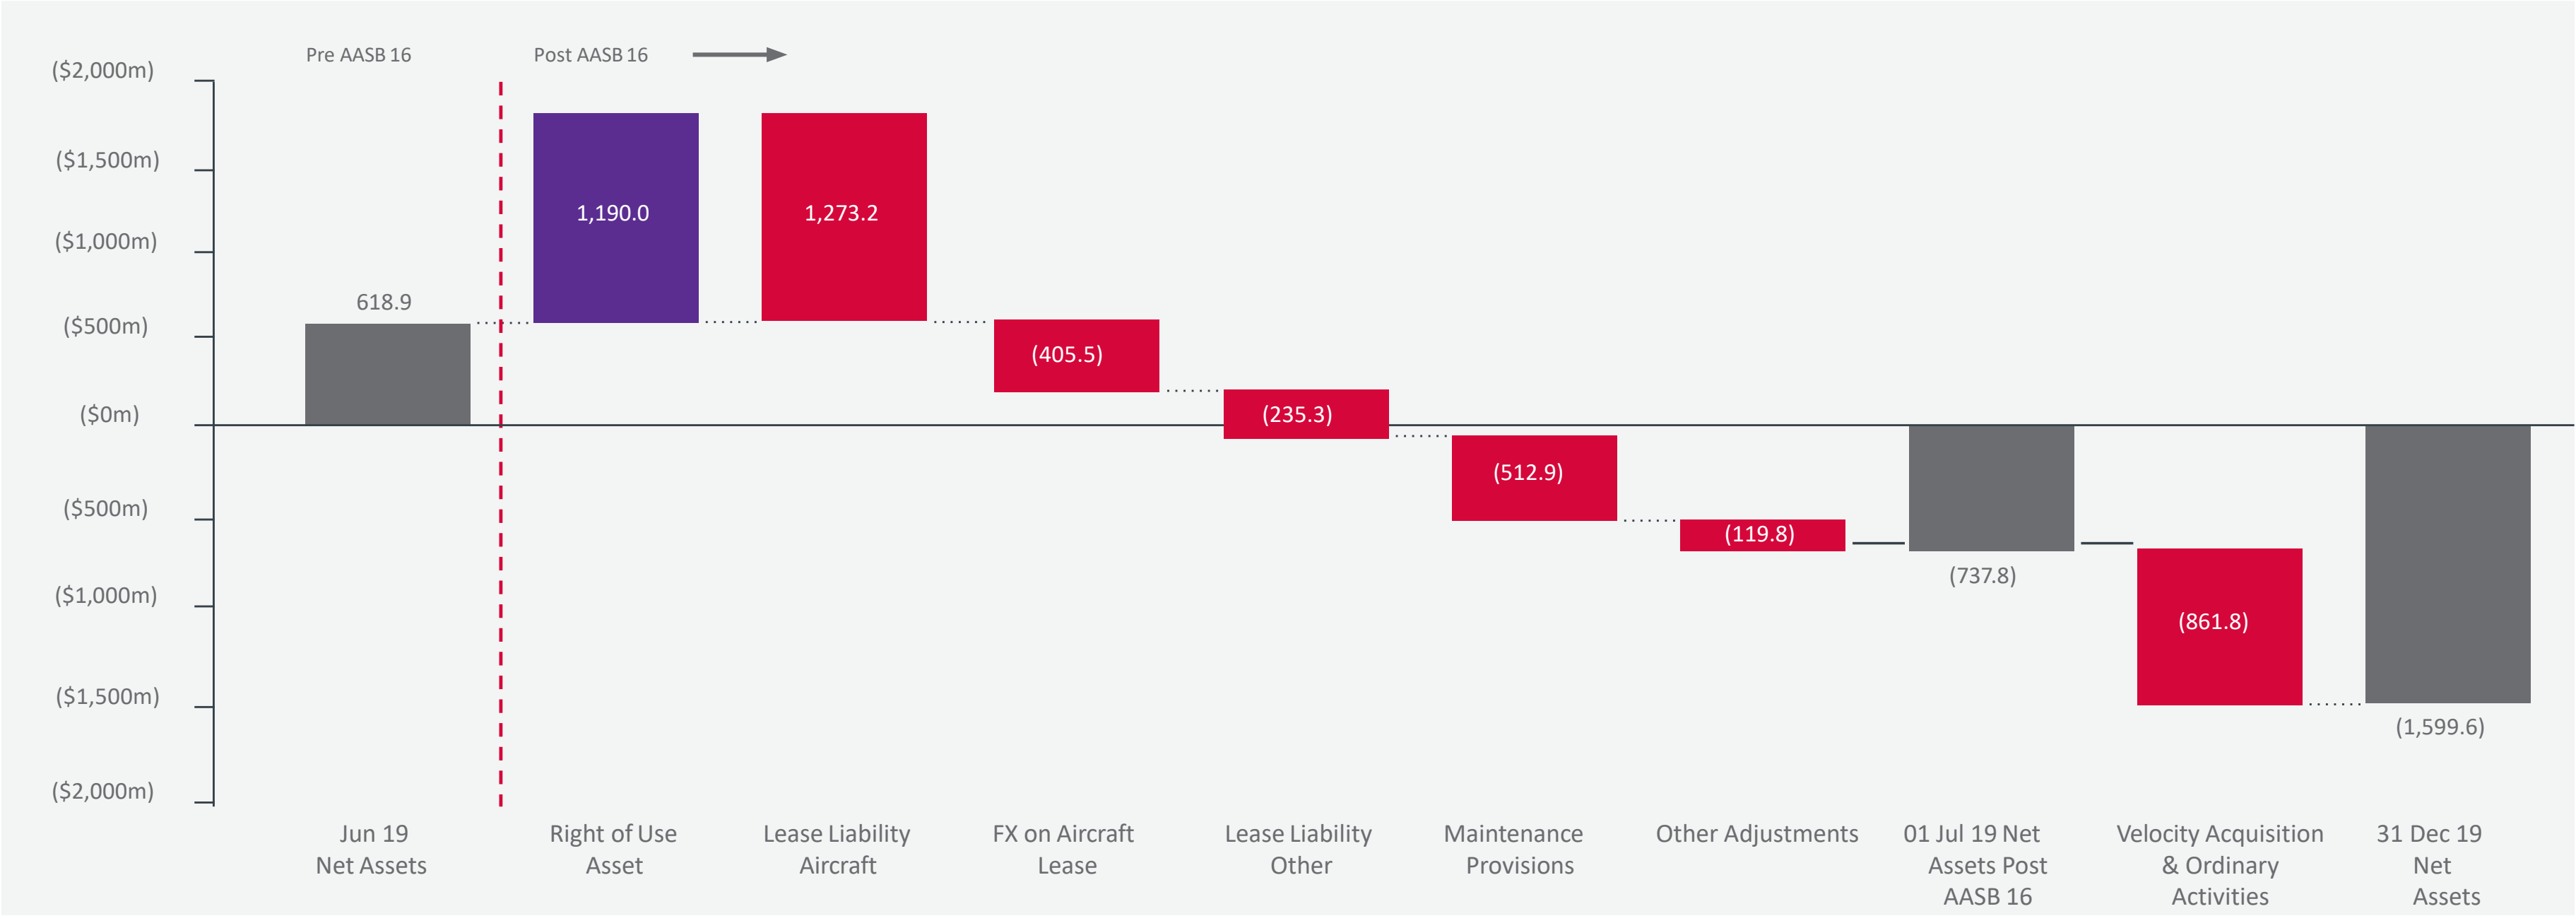 Pre AASB 16
Post AASB 16
($2,000m)
($1,500m)
($1,000m)
($500m)
($0m)
($500m)
($1,000m)
($1,500m)
($2,000m)
618.9
1,190.0
1,273.2
(405.5)
(235.3)
(512.9)
(119.8)
(737.8)
(861.8)
(1,599.6)
Jun 19
Net Assets
Right of Use
Asset
Lease Liability
Aircraft
FX on Aircraft
Lease
Lease Liability
Other
Maintenance
Provisions
Other Adjustments
01 Jul 19 Net
Assets Post
AASB 16
Velocity Acquisition
& Ordinary
Activities
31 Dec 19
Net
Assets